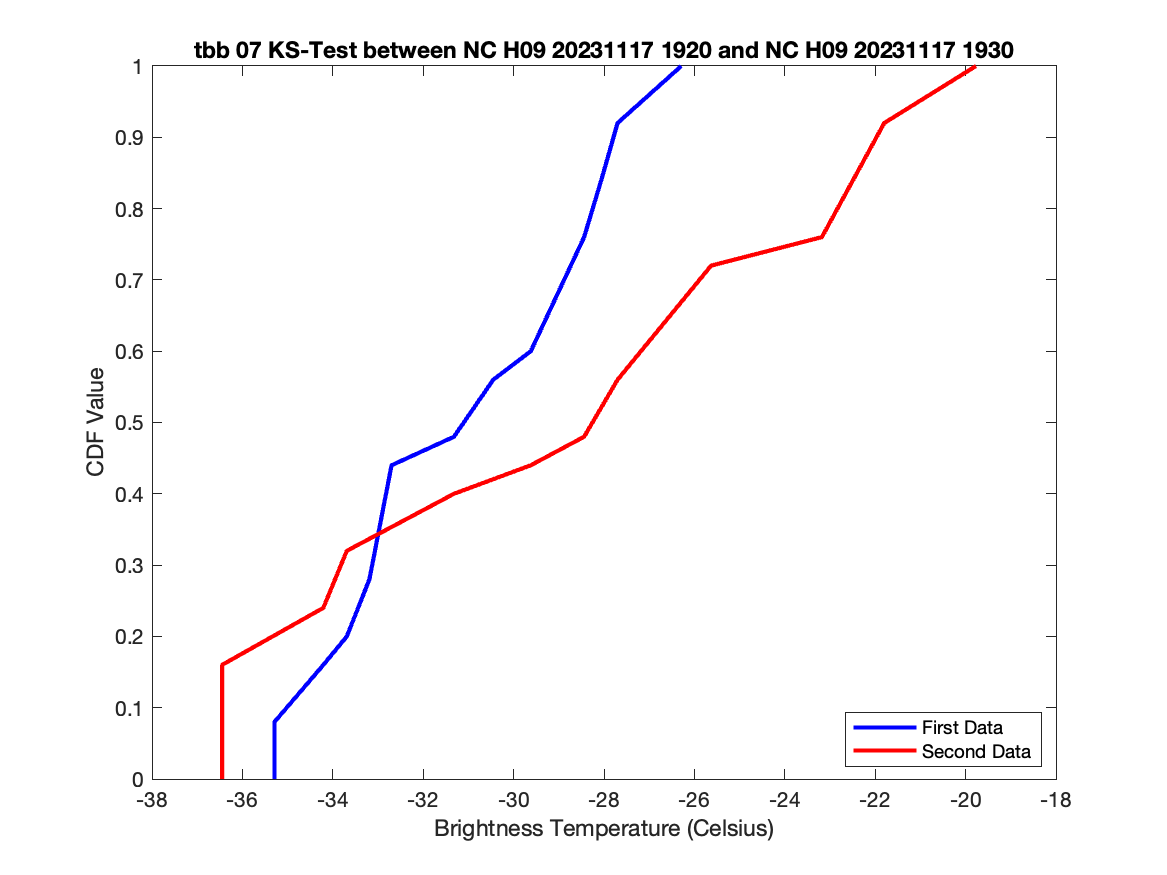 tbb 07 KS-Test between NC H09 20231117 1920 and NC H09 20231117 1930
1
0.9
0.8
0.7
0.6
0.5
0.4
0.3
0.2
0.1
0
CDF Value
First Data
Second Data
-38 -36 -34 -32 -30 -28 -26 -24 -22 -20 -18
Brightness Temperature (Celsius)